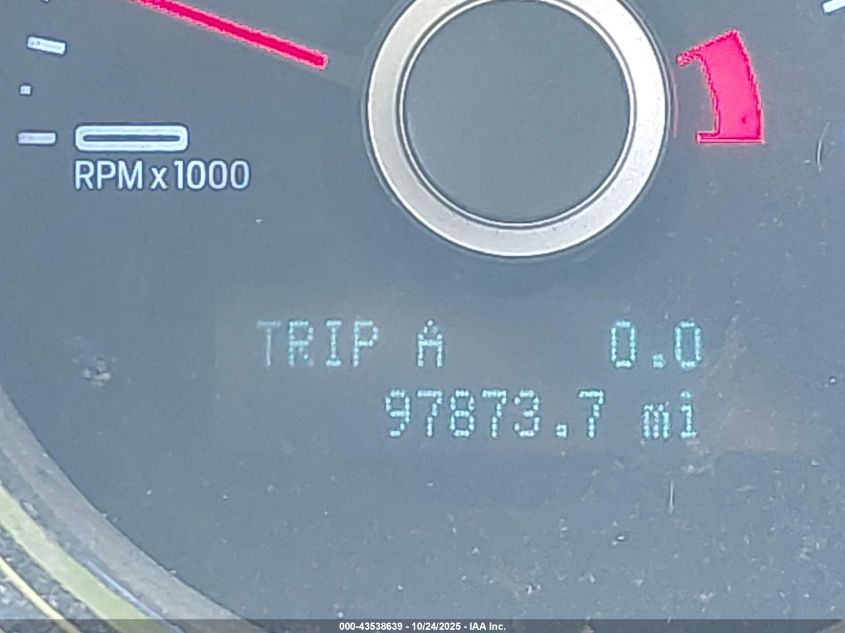 RPM x 1000
TRIP A 0.0
97873.7 mi
000-43538639 - 10/24/2025 - IAA Inc.